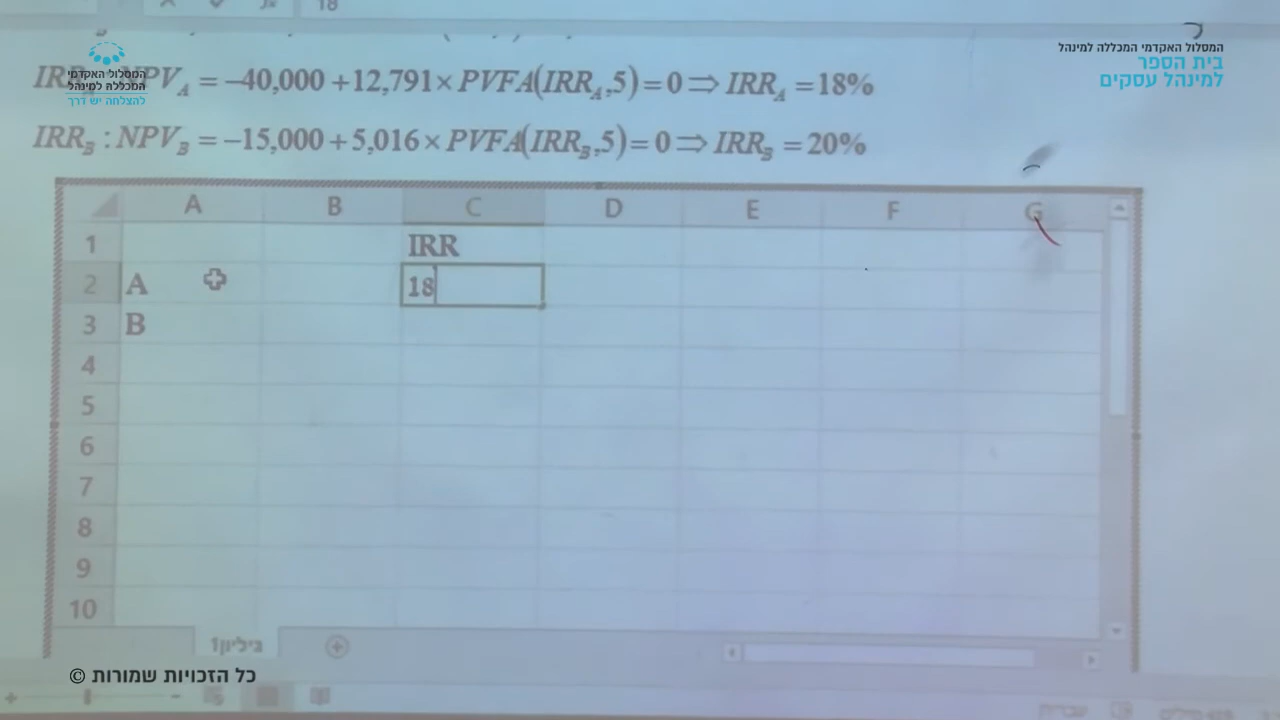 18
המסלול האקדמי המכללה למינהל
בית הספר
למינהל עסקים
המסלול האקדמי
המכללה למינהל
להצלחה יש דרך
IRR_A : NPV_A = −40,000 + 12,791 × PVFA(IRR_A,5) = 0 ⇒ IRR_A = 18%
IRR_B : NPV_B = −15,000 + 5,016 × PVFA(IRR_B,5) = 0 ⇒ IRR_B = 20%
A B C D E F G
1 IRR
2 A 18
3 B
4
5
6
7
8
9
10
גיליון1
© כל הזכויות שמורות